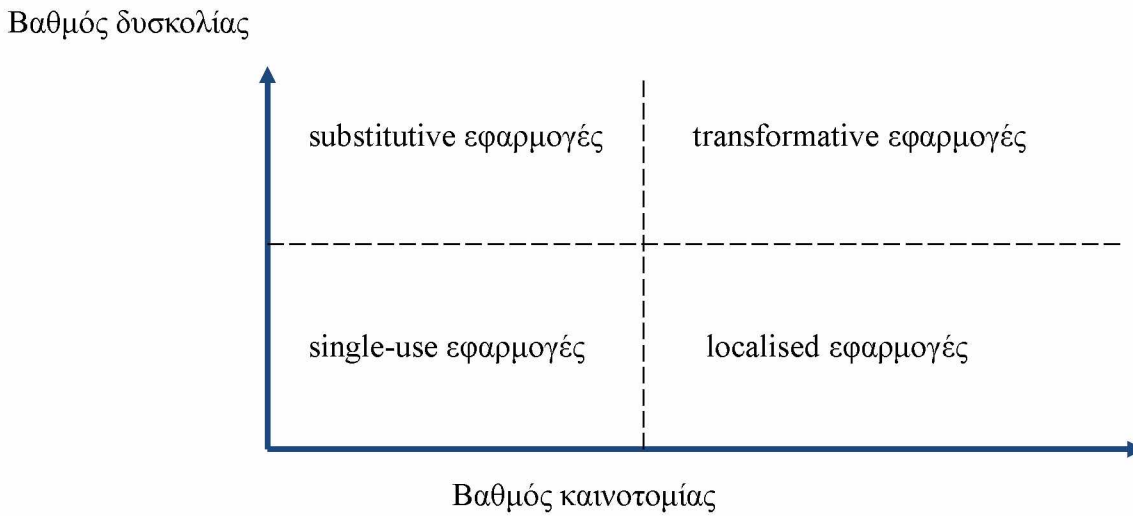 Βαθμός δυσκολίας
substitutive εφαρμογές
transformative εφαρμογές
single-use εφαρμογές
localised εφαρμογές
Βαθμός καινοτομίας